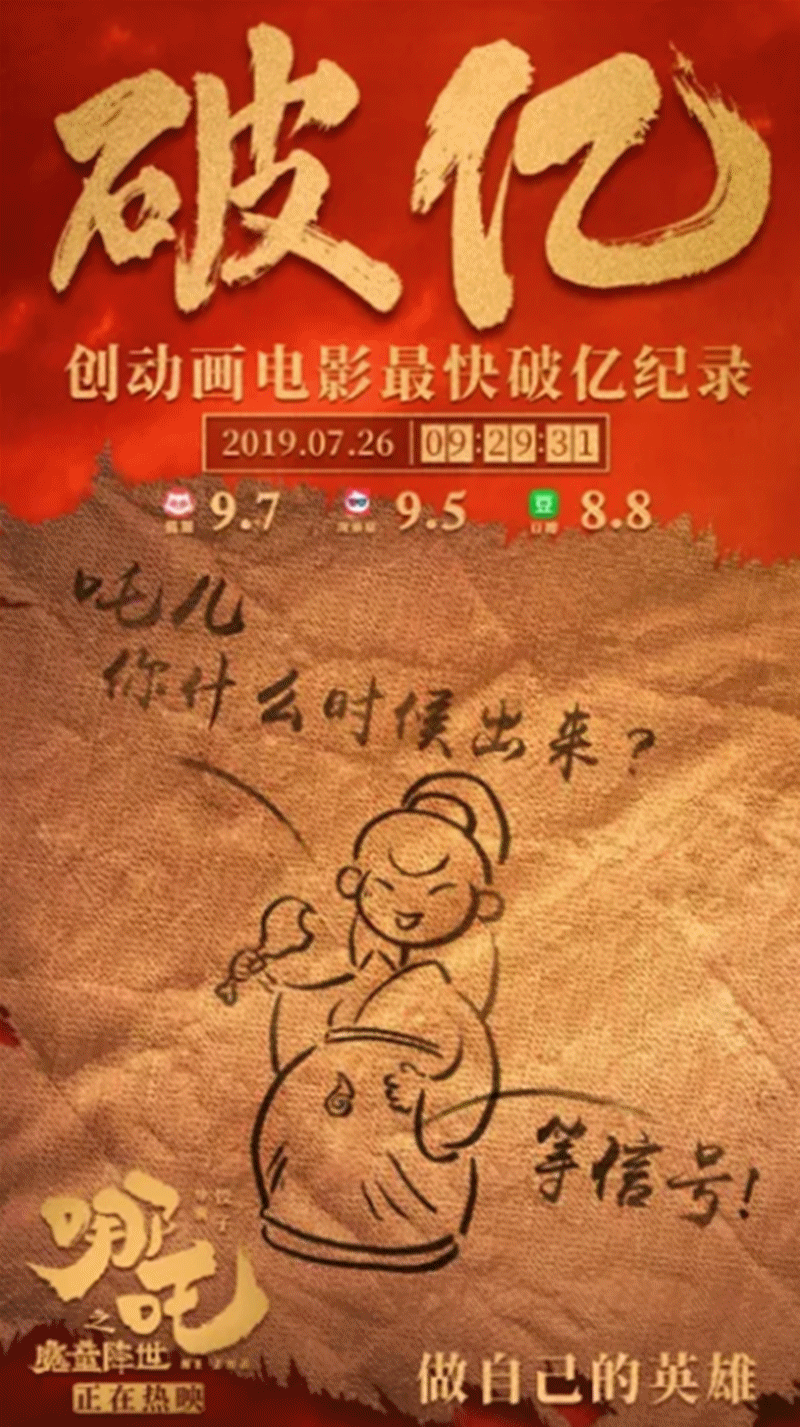 破亿
创动画电影最快破亿纪录
2019.07.26 09:29:31
9.7 9.5 豆 8.8
吒儿
你什么时候出来？
等信号！
哪吒
之
魔童降世
正在热映
做自己的英雄